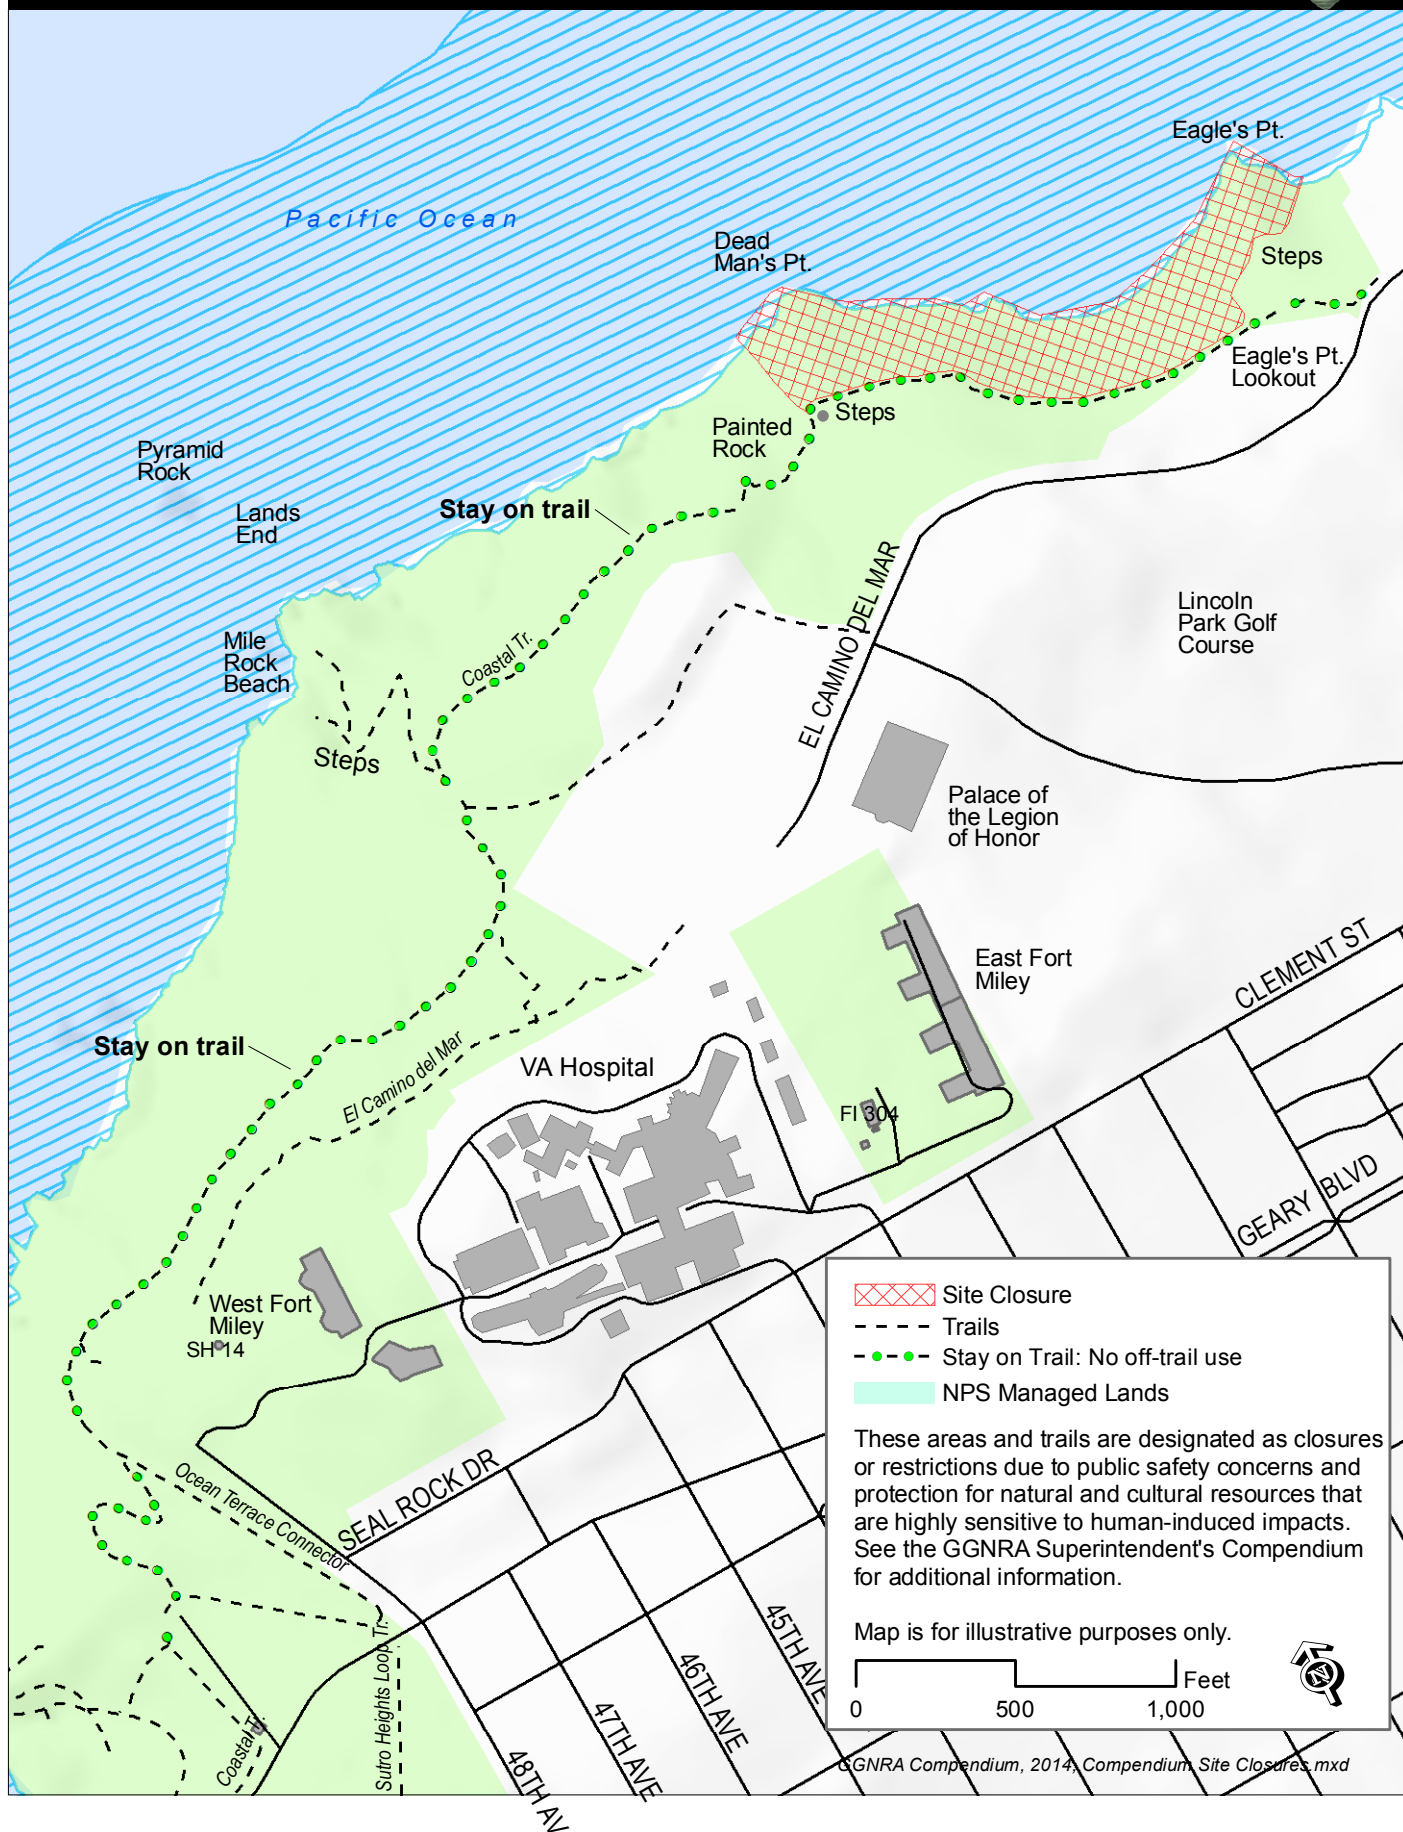 Eagle's Pt.
Pacific Ocean
Dead
Man's Pt.
Steps
Eagle's Pt.
Lookout
Steps
Painted
Rock
Pyramid
Rock
Stay on trail
Lands
End
EL CAMINO DEL MAR
Lincoln
Park Golf
Course
Mile
Rock
Beach
Coastal Tr.
Steps
Palace of
the Legion
of Honor
East Fort
Miley
CLEMENT ST
Stay on trail
El Camino del Mar
VA Hospital
FI 304
GEARY BLVD
West Fort
Miley
SH 14
Ocean Terrace Connector
SEAL ROCK DR
Sutro Heights Loop Tr.
Coastal Tr.
48TH AV
47TH AVE
46TH AVE
45TH AVE
Site Closure
Trails
Stay on Trail: No off-trail use
NPS Managed Lands
These areas and trails are designated as closures
or restrictions due to public safety concerns and
protection for natural and cultural resources that
are highly sensitive to human-induced impacts.
See the GGNRA Superintendent's Compendium
for additional information.
Map is for illustrative purposes only.
Feet
0 500 1,000
N
GGNRA Compendium, 2014, Compendium Site Closures.mxd